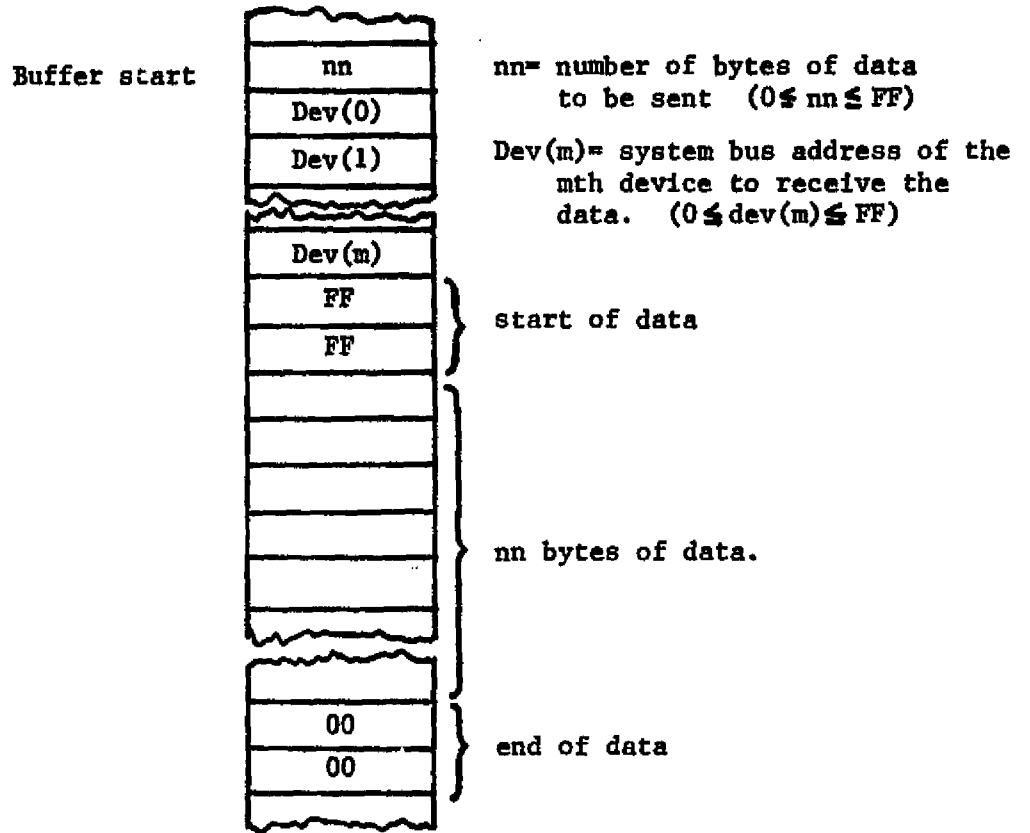 Buffer start
nn
Dev(0)
Dev(1)
Dev(m)
FF
FF
00
00
nn= number of bytes of data
to be sent (0≤ nn ≤ FF)
Dev(m)= system bus address of the
mth device to receive the
data. (0 ≤ dev(m) ≤ FF)
start of data
nn bytes of data.
end of data